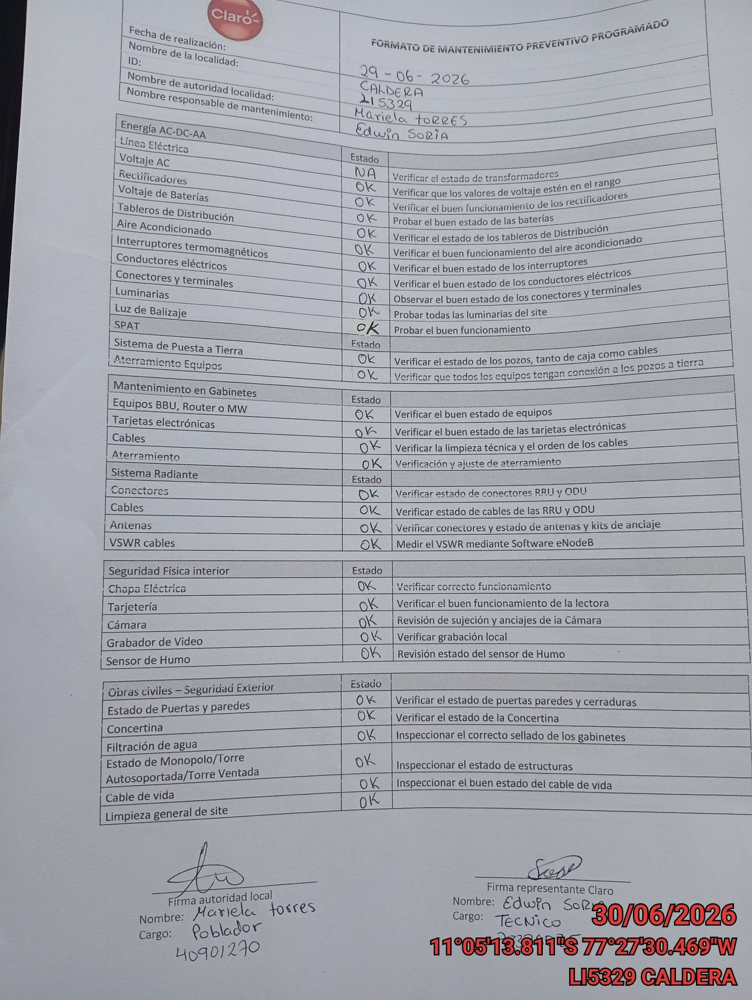 Claro
FORMATO DE MANTENIMIENTO PREVENTIVO PROGRAMADO
Fecha de realización: 29-06-2026
Nombre de la localidad: CALDERA
ID: LI5329
Nombre de autoridad localidad: Mariela TORRES
Nombre responsable de mantenimiento: Edwin SORIA
Energía AC-DC-AA Estado
Línea Eléctrica NA Verificar el estado de transformadores
Voltaje AC OK Verificar que los valores de voltaje estén en el rango
Rectificadores OK Verificar el buen funcionamiento de los rectificadores
Voltaje de Baterías OK Probar el buen estado de las baterías
Tableros de Distribución OK Verificar el estado de los tableros de Distribución
Aire Acondicionado OK Verificar el buen funcionamiento del aire acondicionado
Interruptores termomagnéticos OK Verificar el buen estado de los interruptores
Conductores eléctricos OK Verificar el buen estado de los conductores eléctricos
Conectores y terminales OK Observar el buen estado de los conectores y terminales
Luminarias OK Probar todas las luminarias del site
Luz de Balizaje OK Probar el buen funcionamiento
SPAT Estado
Sistema de Puesta a Tierra OK Verificar el estado de los pozos, tanto de caja como cables
Aterramiento Equipos OK Verificar que todos los equipos tengan conexión a los pozos a tierra
Mantenimiento en Gabinetes Estado
Equipos BBU, Router o MW OK Verificar el buen estado de equipos
Tarjetas electrónicas OK Verificar el buen estado de las tarjetas electrónicas
Cables OK Verificar la limpieza técnica y el orden de los cables
Aterramiento OK Verificación y ajuste de aterramiento
Sistema Radiante Estado
Conectores OK Verificar estado de conectores RRU y ODU
Cables OK Verificar estado de cables de las RRU y ODU
Antenas OK Verificar conectores y estado de antenas y kits de anclaje
VSWR cables OK Medir el VSWR mediante Software eNodeB
Seguridad Física interior Estado
Chapa Eléctrica OK Verificar correcto funcionamiento
Tarjetería OK Verificar el buen funcionamiento de la lectora
Cámara OK Revisión de sujeción y anclajes de la Cámara
Grabador de Video OK Verificar grabación local
Sensor de Humo OK Revisión estado del sensor de Humo
Obras civiles – Seguridad Exterior Estado
Estado de Puertas y paredes OK Verificar el estado de puertas paredes y cerraduras
Concertina OK Verificar el estado de la Concertina
Filtración de agua OK Inspeccionar el correcto sellado de los gabinetes
Estado de Monopolo/Torre
Autosoportada/Torre Ventada OK Inspeccionar el estado de estructuras
Cable de vida OK Inspeccionar el buen estado del cable de vida
Limpieza general de site OK
Firma autoridad local
Nombre: Mariela torres
Cargo: Poblador
40901270
Firma representante Claro
Nombre: Edwin SORIA
Cargo: TECNICO
30/06/2026
11°05'13.811"S 77°27'30.469"W
LI5329 CALDERA